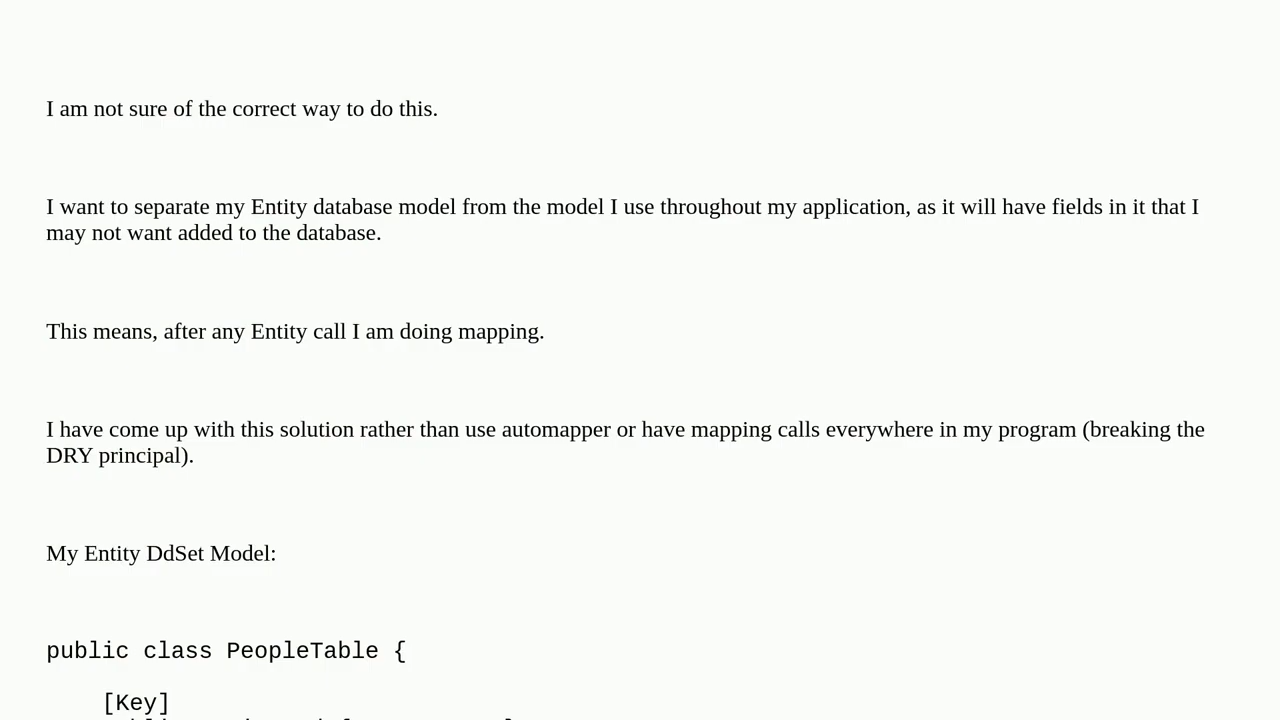 I am not sure of the correct way to do this.
I want to separate my Entity database model from the model I use throughout my application, as it will have fields in it that I
may not want added to the database.
This means, after any Entity call I am doing mapping.
I have come up with this solution rather than use automapper or have mapping calls everywhere in my program (breaking the
DRY principal).
My Entity DdSet Model:
public class PeopleTable {
[Key]